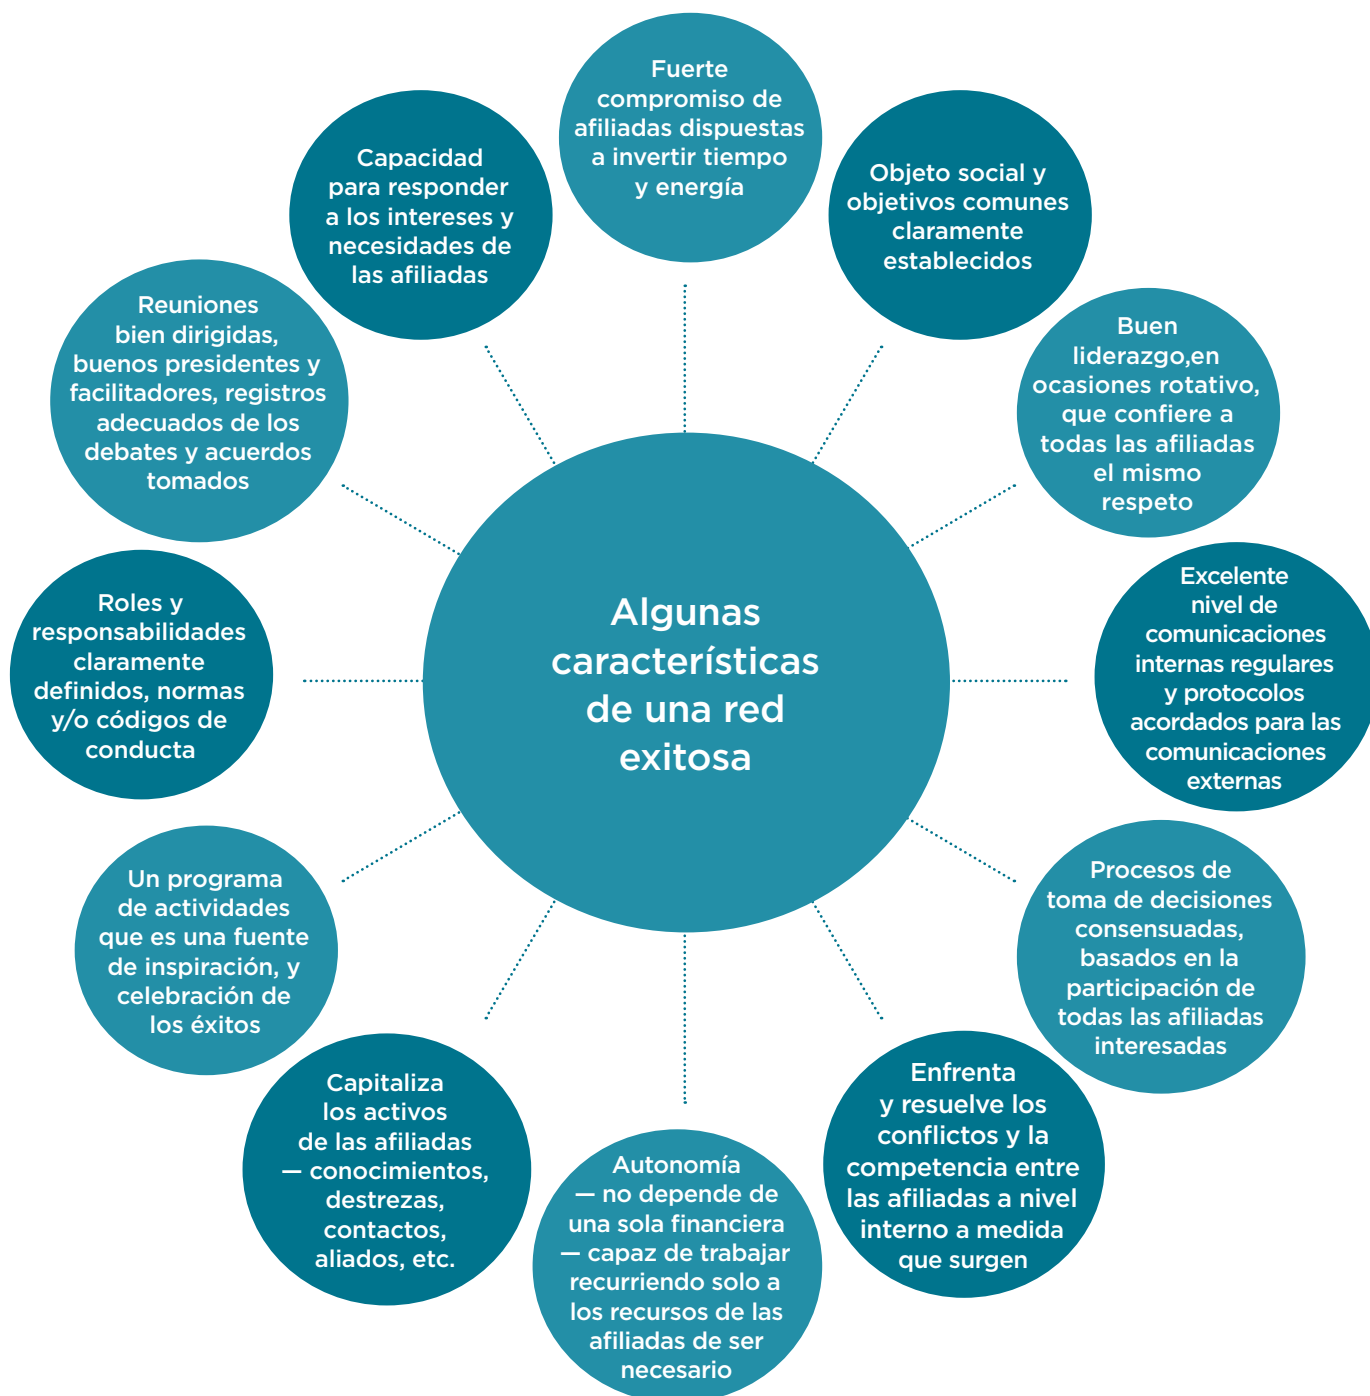 Algunas
características
de una red
exitosa
Fuerte
compromiso de
afiliadas dispuestas
a invertir tiempo
y energía
Objeto social y
objetivos comunes
claramente
establecidos
Buen
liderazgo,en
ocasiones rotativo,
que confiere a
todas las afiliadas
el mismo
respeto
Excelente
nivel de
comunicaciones
internas regulares
y protocolos
acordados para las
comunicaciones
externas
Procesos de
toma de decisiones
consensuadas,
basados en la
participación de
todas las afiliadas
interesadas
Enfrenta
y resuelve los
conflictos y la
competencia entre
las afiliadas a nivel
interno a medida
que surgen
Autonomía
— no depende de
una sola financiera
— capaz de trabajar
recurriendo solo a
los recursos de las
afiliadas de ser
necesario
Capitaliza
los activos
de las afiliadas
— conocimientos,
destrezas,
contactos,
aliados, etc.
Un programa
de actividades
que es una fuente
de inspiración, y
celebración de
los éxitos
Roles y
responsabilidades
claramente
definidos, normas
y/o códigos de
conducta
Reuniones
bien dirigidas,
buenos presidentes y
facilitadores, registros
adecuados de los
debates y acuerdos
tomados
Capacidad
para responder
a los intereses y
necesidades de
las afiliadas